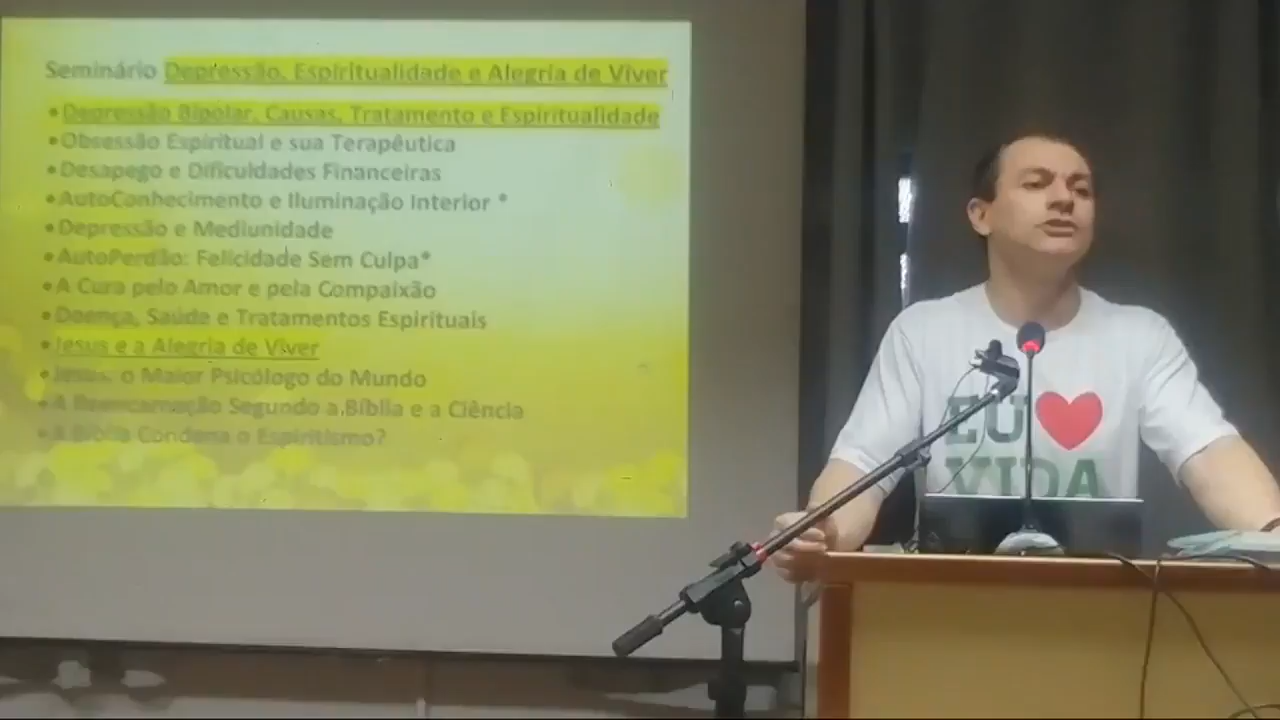 Seminário Depressão, Espiritualidade e Alegria de Viver
• Depressão Bipolar, Causas, Tratamento e Espiritualidade
• Obsessão Espiritual e sua Terapêutica
• Desapego e Dificuldades Financeiras
• AutoConhecimento e Iluminação Interior *
• Depressão e Mediunidade
• AutoPerdão: Felicidade Sem Culpa*
• A Cura pelo Amor e pela Compaixão
• Doença, Saúde e Tratamentos Espirituais
• Jesus e a Alegria de Viver
• Jesus: o Maior Psicólogo do Mundo
• A Reencarnação Segundo a Bíblia e a Ciência
• A Bíblia Condena o Espiritismo?
EU ❤
VIDA